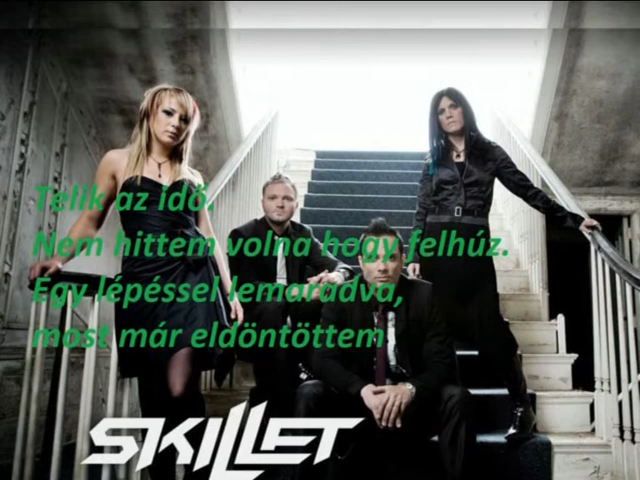 Telik az idő.
Nem hittem volna hogy felhúz.
Egy lépéssel lemaradva,
most már eldöntöttem
SKILLET